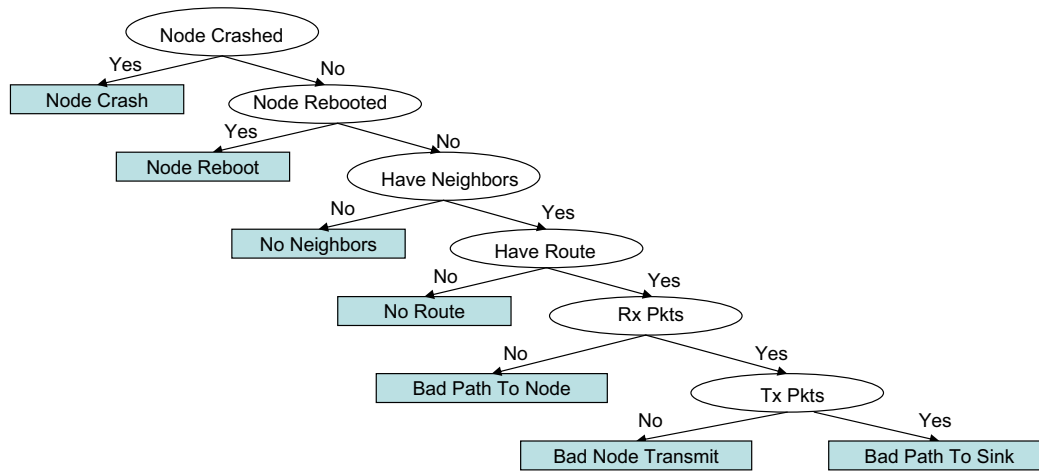 Node Crashed
Yes
No
Node Crash
Node Rebooted
Yes
No
Node Reboot
Have Neighbors
No
Yes
No Neighbors
Have Route
No
Yes
No Route
Rx Pkts
No
Yes
Bad Path To Node
Tx Pkts
No
Yes
Bad Node Transmit
Bad Path To Sink